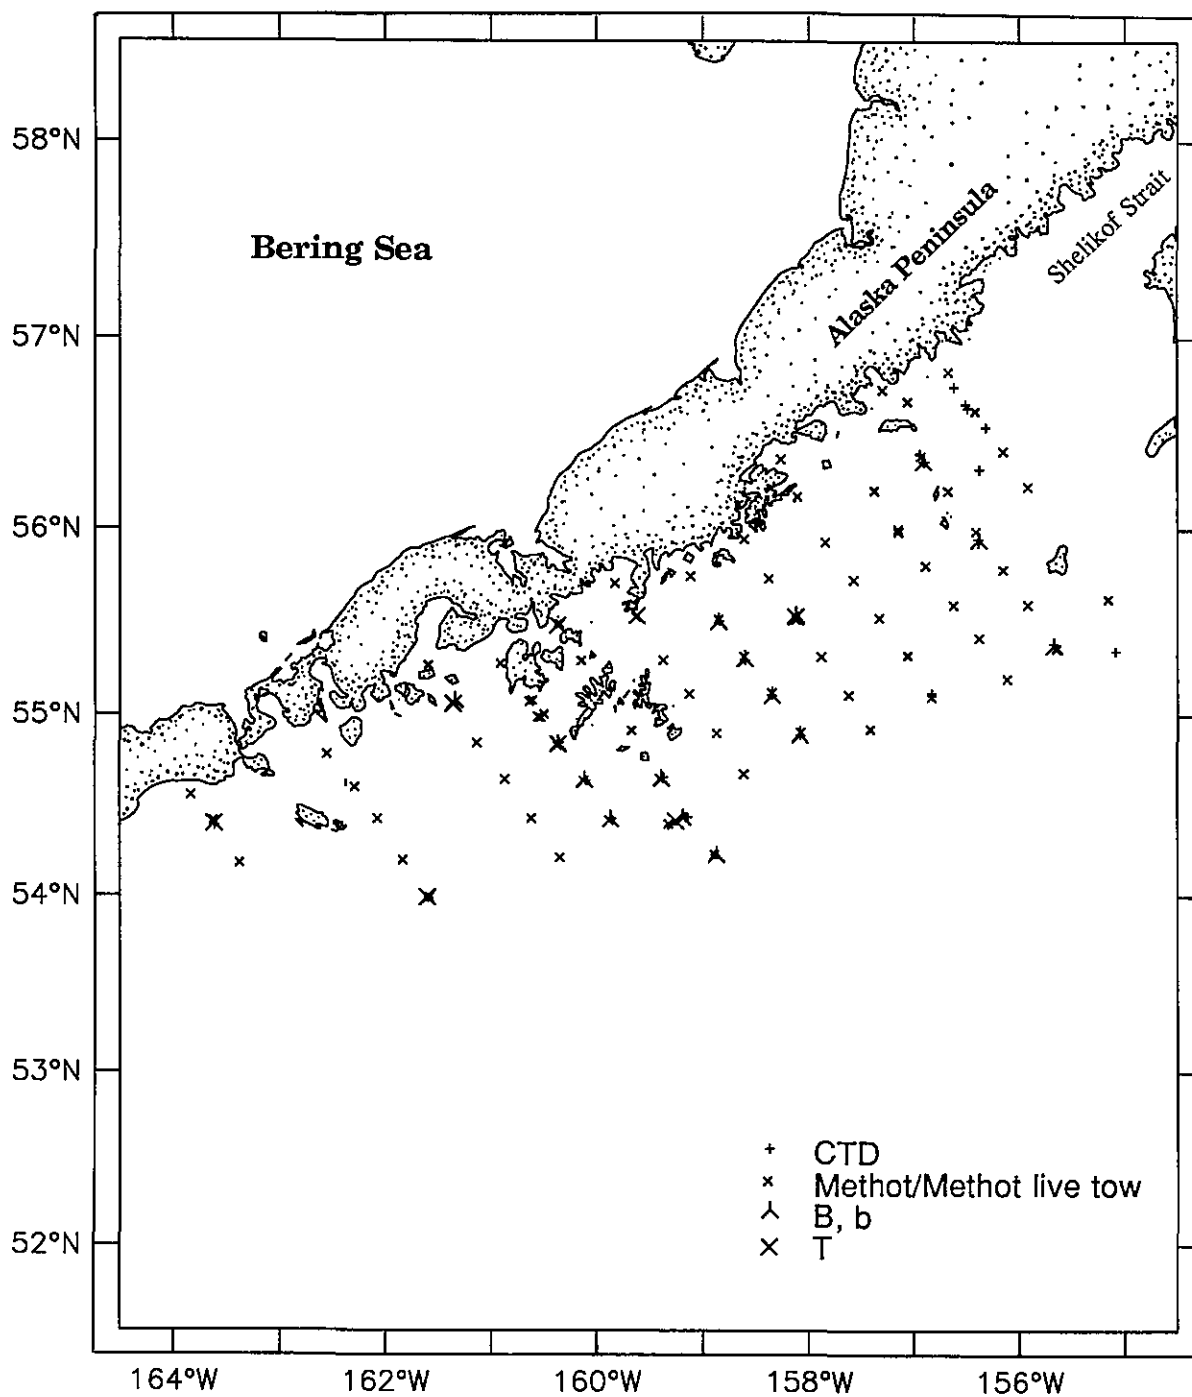 58°N
Bering Sea
Alaska Peninsula
Shelikof Strait
57°N
56°N
55°N
54°N
53°N
52°N
CTD
Methot/Methot live tow
B, b
T
164°W 162°W 160°W 158°W 156°W